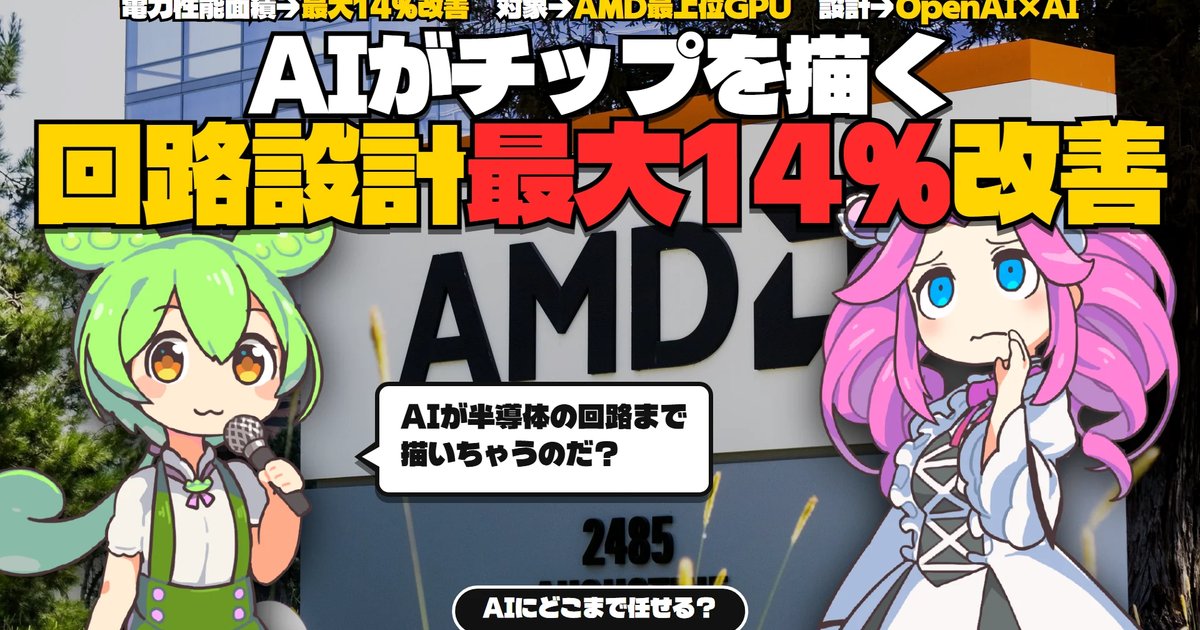 電力性能面積→最大14%改善 対象→AMD最上位GPU 設計→OpenAI×AI
AIがチップを描く
回路設計最大14%改善
AMD
AIが半導体の回路まで
描いちゃうのだ?
2485
AIにどこまで任せる?